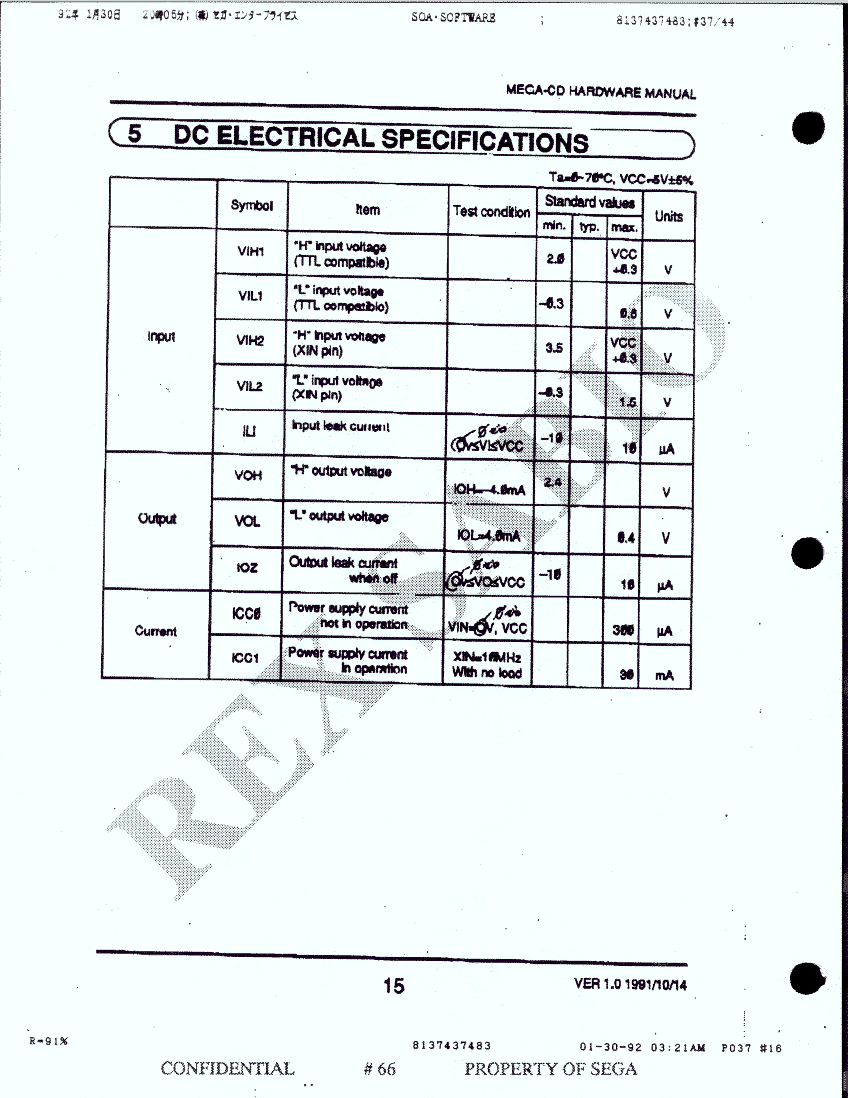 92年 1月30日 20時05分; (株) セガ・エンタープライゼス SOA-SOFTWARE ; 8137437483;#37/44
MEGA-CD HARDWARE MANUAL
5 DC ELECTRICAL SPECIFICATIONS
Ta=0~70°C, VCC=5V±5%
Symbol Item Test condition Standard values Units
min. typ. max.
Input
VIH1 "H" input voltage (TTL compatible) 2.0 VCC +0.3 V
VIL1 "L" input voltage (TTL compatible) -0.3 0.8 V
VIH2 "H" input voltage (XIN pin) 3.5 VCC +0.3 V
VIL2 "L" input voltage (XIN pin) -0.3 1.5 V
ILI Input leak current 0V≤VI≤VCC -10 10 μA
Output
VOH "H" output voltage IOH=-4.0mA 2.4 V
VOL "L" output voltage IOL=4.0mA 0.4 V
IOZ Output leak current when off 0V≤VO≤VCC -10 10 μA
Current
ICC0 Power supply current not in operation VIN=0V, VCC 300 μA
ICC1 Power supply current in operation XIN=16MHz With no load 30 mA
REX SABIO
15 VER 1.0 1991/10/14
R=91% 8137437483 01-30-92 03:21AM P037 #16
CONFIDENTIAL #66 PROPERTY OF SEGA